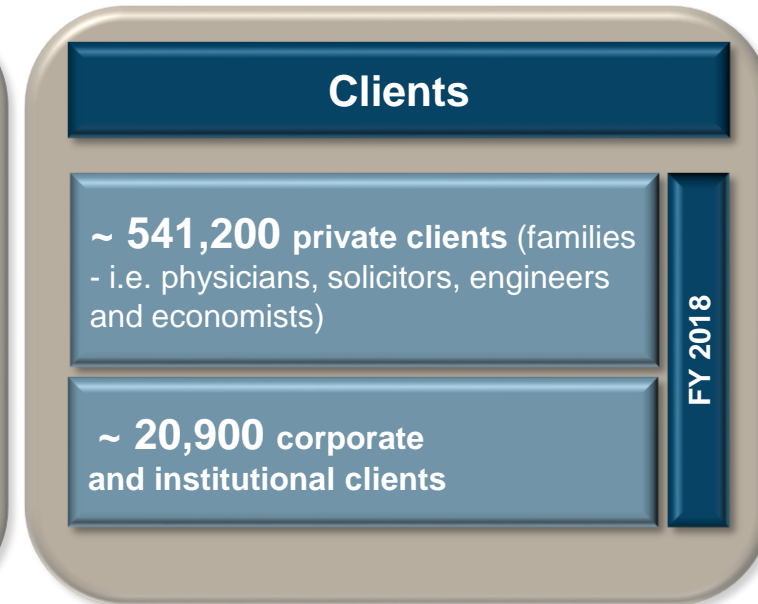 Clients
~ 541,200 private clients (families
- i.e. physicians, solicitors, engineers
and economists)
~ 20,900 corporate
and institutional clients
FY 2018